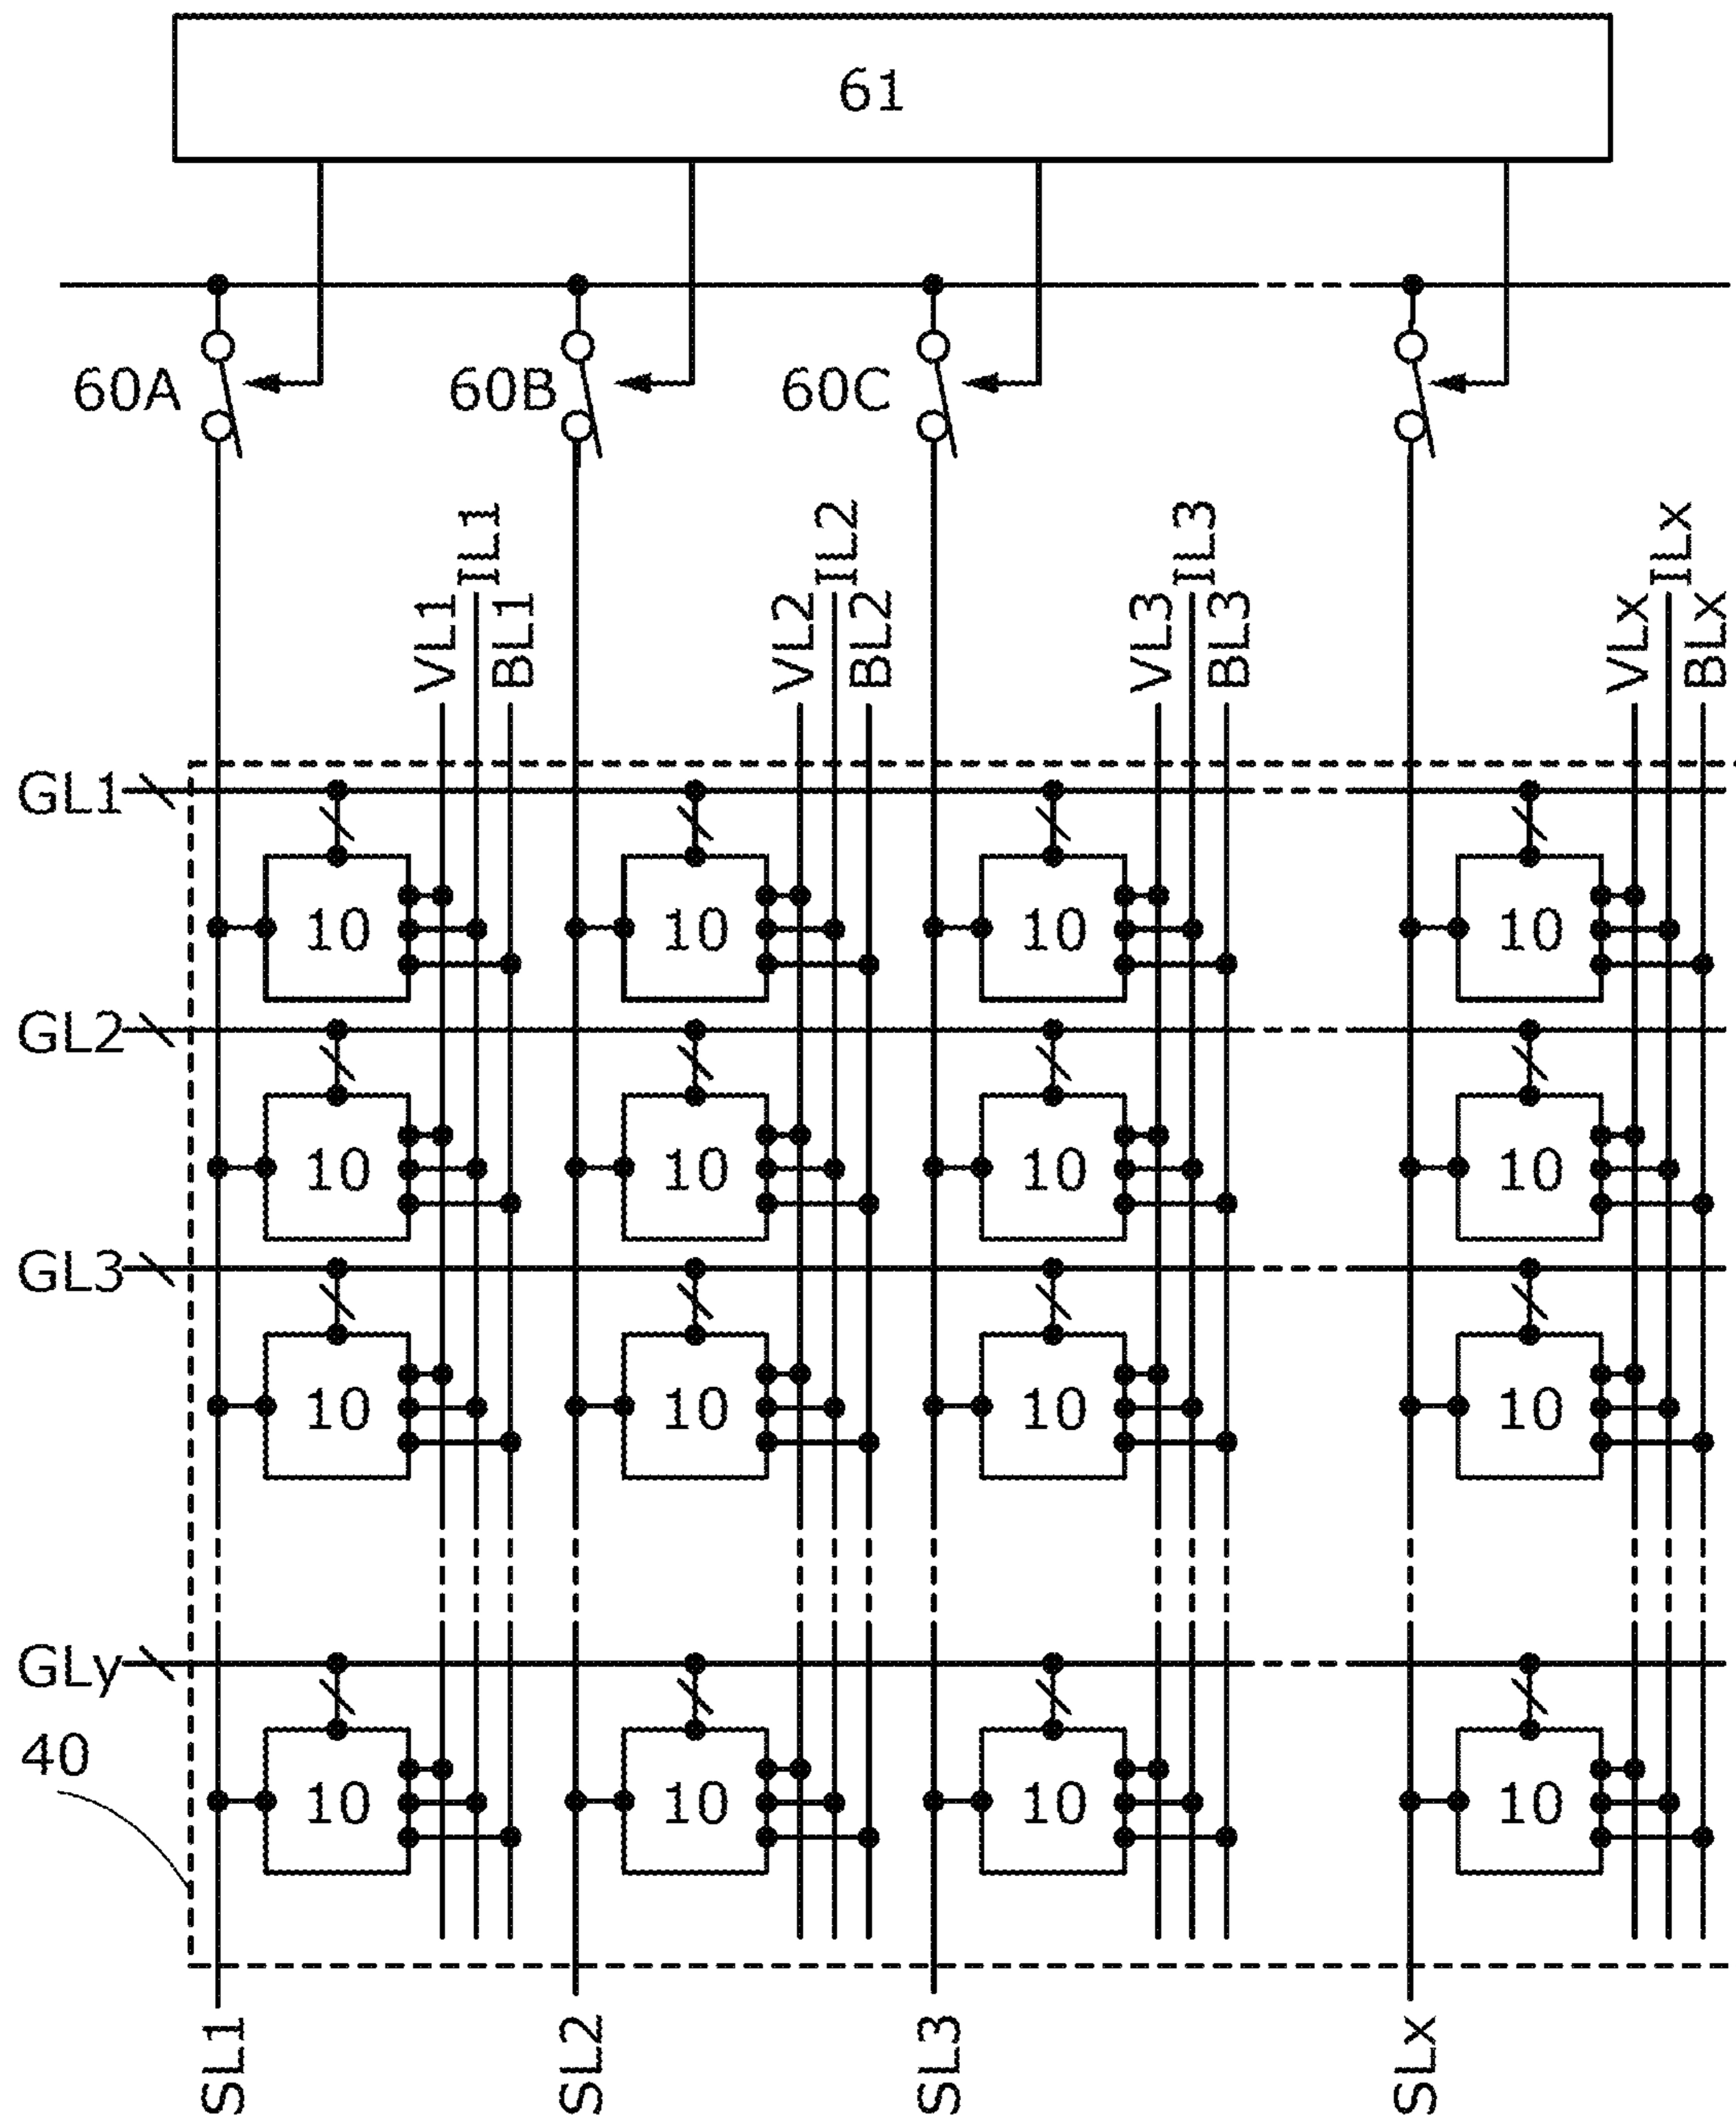 61
60A 60B 60C
IL1 IL2 IL3 ILx
VL1 BL1 VL2 BL2 VL3 BL3 VLx BLx
GL1
10 10 10 10
GL2
10 10 10 10
GL3
10 10 10 10
GLy
40
10 10 10 10
SL1 SL2 SL3 SLx